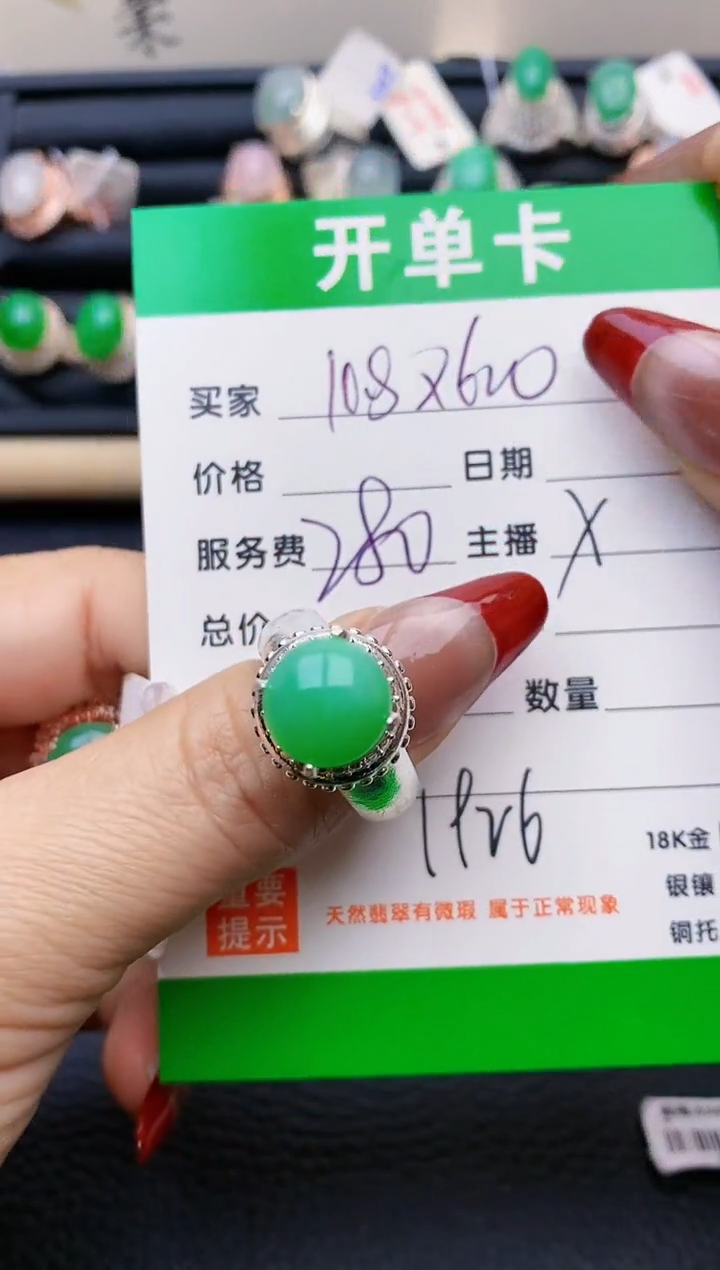 开单卡
买家 108x600
价格 日期
服务费 280 主播 X
总价
数量
1926
18K金
重要 天然翡翠有微瑕 属于正常现象 银镶
提示 铜托